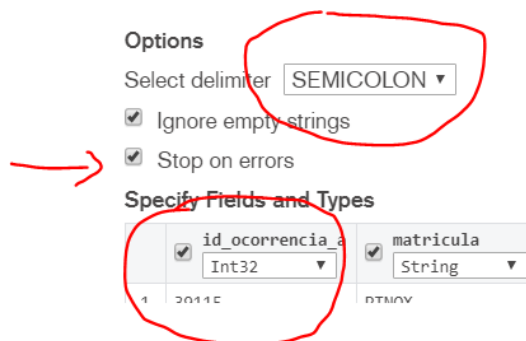 Options
Select delimiter SEMICOLON
Ignore empty strings
Stop on errors
Specify Fields and Types
id_ocorrencia_a matricula
Int32 String
1 39115 PTNOY